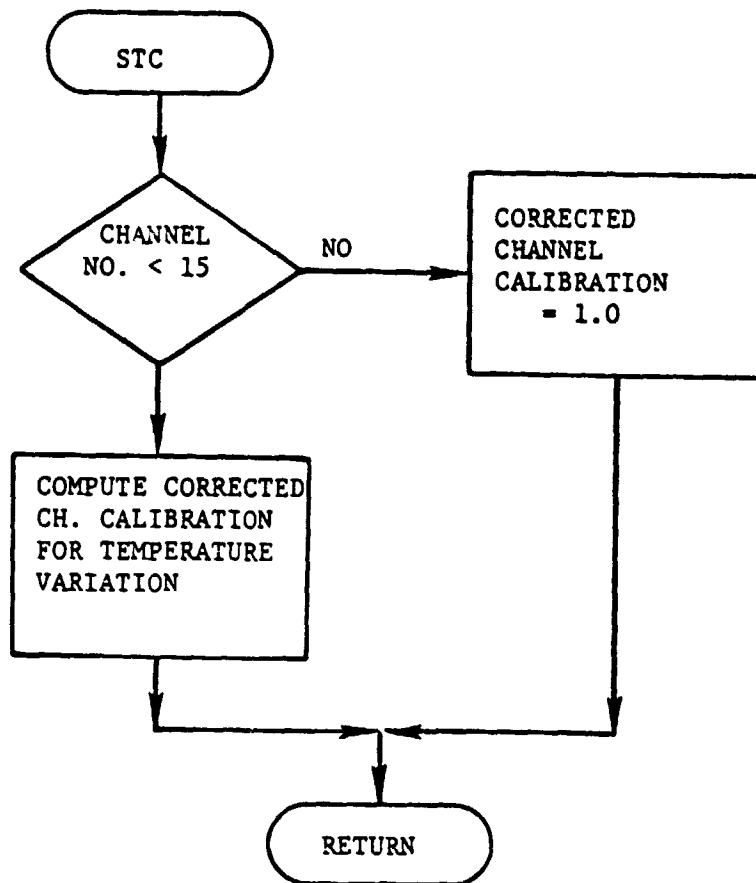 STC
CHANNEL
NO. < 15
NO
CORRECTED
CHANNEL
CALIBRATION
= 1.0
COMPUTE CORRECTED
CH. CALIBRATION
FOR TEMPERATURE
VARIATION
RETURN